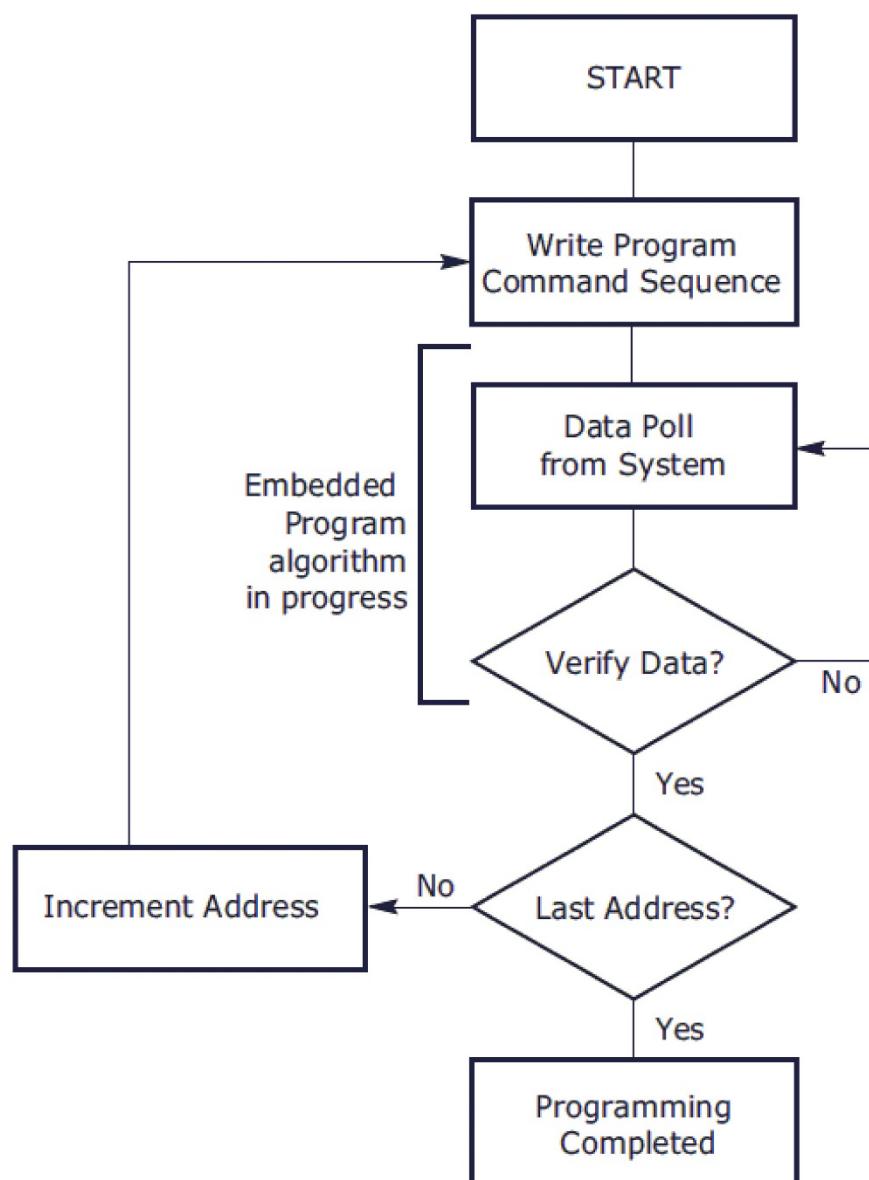 START
Write Program
Command Sequence
Data Poll
from System
Embedded
Program
algorithm
in progress
Verify Data?
No
Yes
Increment Address
No
Last Address?
Yes
Programming
Completed